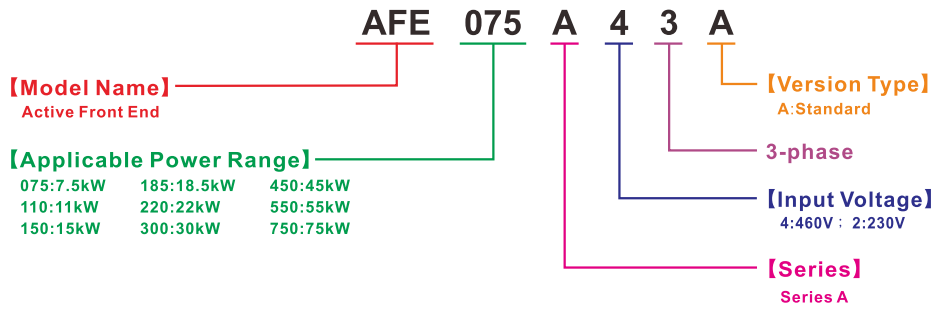 AFE 075 A 4 3 A
【Model Name】
Active Front End
【Applicable Power Range】
075:7.5kW 185:18.5kW 450:45kW
110:11kW 220:22kW 550:55kW
150:15kW 300:30kW 750:75kW
【Version Type】
A:Standard
3-phase
【Input Voltage】
4:460V ; 2:230V
【Series】
Series A